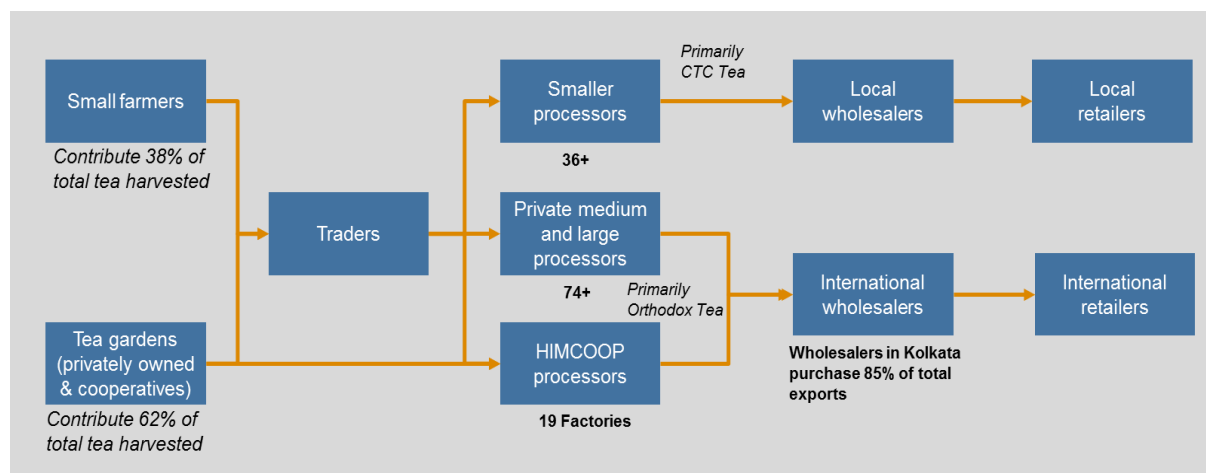 Small farmers
Contribute 38% of
total tea harvested
Tea gardens
(privately owned
& cooperatives)
Contribute 62% of
total tea harvested
Traders
Smaller
processors
36+
Private medium
and large
processors
74+
HIMCOOP
processors
19 Factories
Primarily
CTC Tea
Primarily
Orthodox Tea
Local
wholesalers
International
wholesalers
Wholesalers in Kolkata
purchase 85% of total
exports
Local
retailers
International
retailers